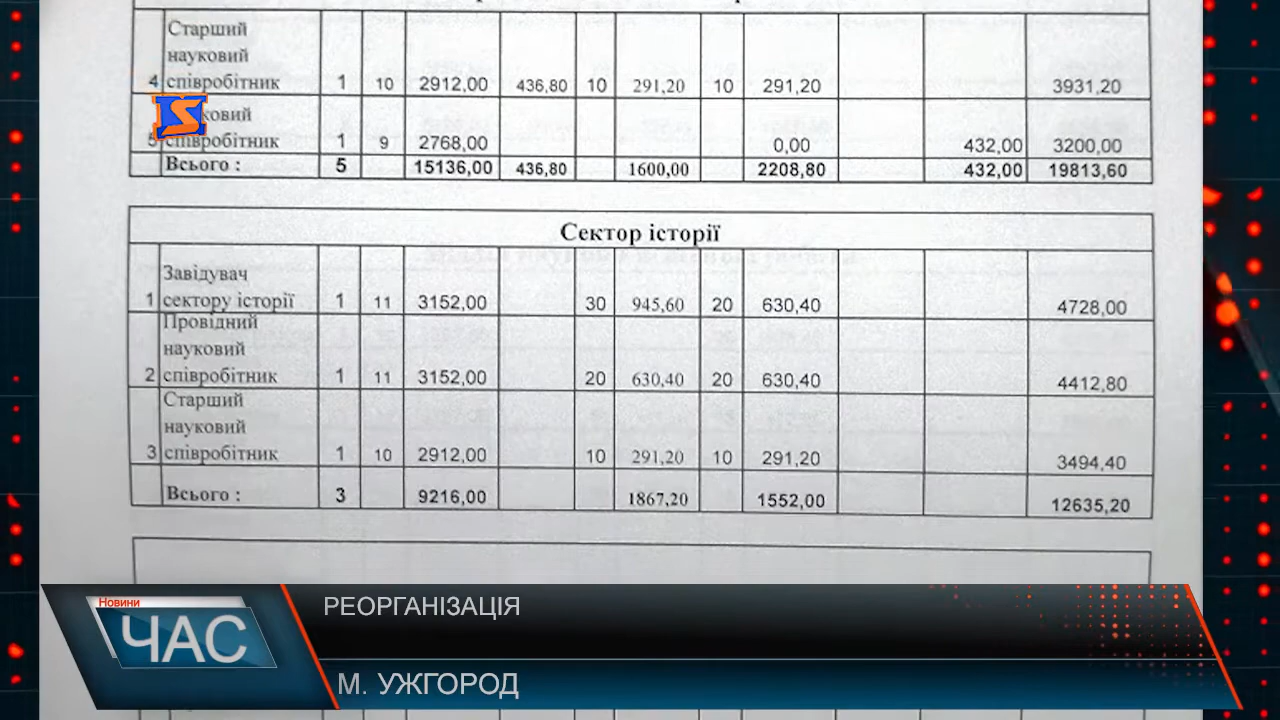 Старший
науковий
4 співробітник 1 10 2912,00 436,80 10 291,20 10 291,20 3931,20
5 співробітник 1 9 2768,00 0,00 432,00 3200,00
Всього : 5 15136,00 436,80 1600,00 2208,80 432,00 19813,60
Сектор історії
Завідувач
1 сектору історії 1 11 3152,00 30 945,60 20 630,40 4728,00
Провідний
науковий
2 співробітник 1 11 3152,00 20 630,40 20 630,40 4412,80
Старший
науковий
3 співробітник 1 10 2912,00 10 291,20 10 291,20 3494,40
Всього : 3 9216,00 1867,20 1552,00 12635,20
Новини
ЧАС
РЕОРГАНІЗАЦІЯ
М. УЖГОРОД